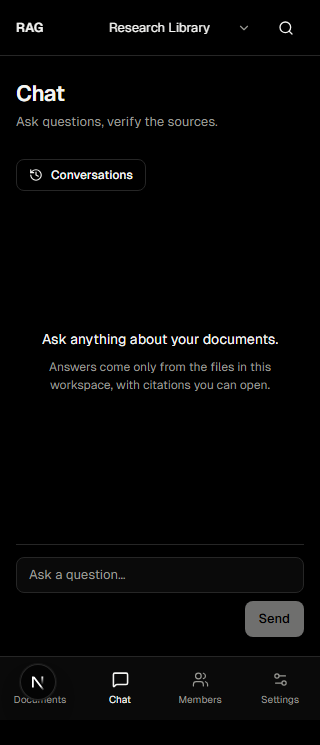 RAG
Research Library
Chat
Ask questions, verify the sources.
Conversations
Ask anything about your documents.
Answers come only from the files in this
workspace, with citations you can open.
Ask a question...
Send
N
Documents
Chat
Members
Settings